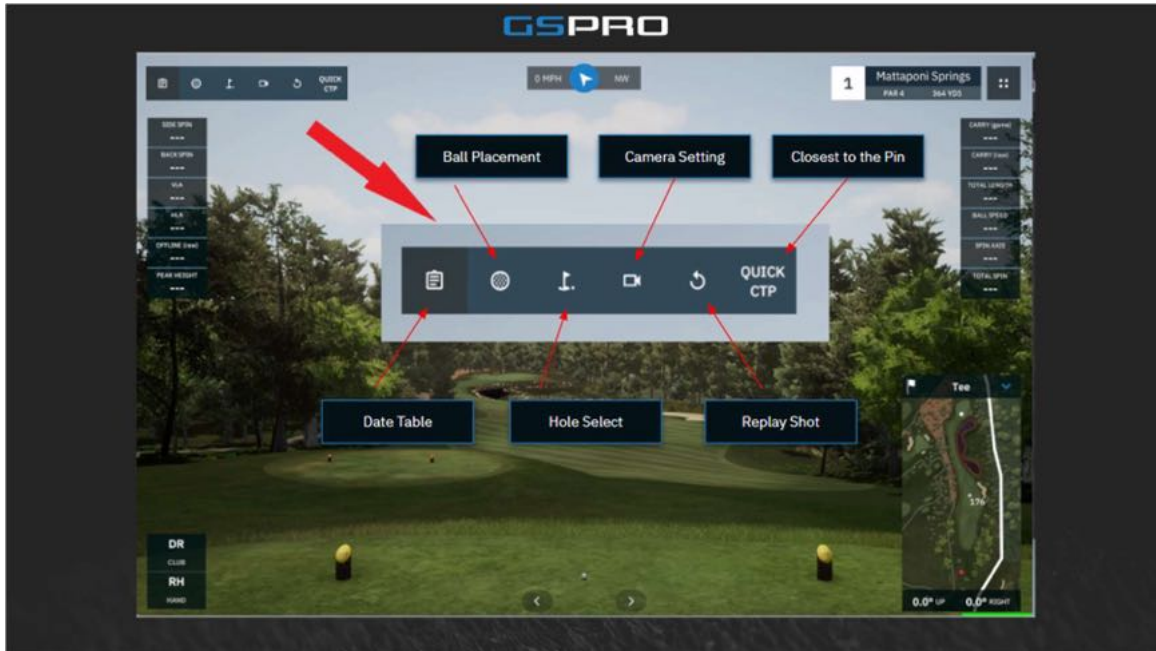 GSPRO
QUICK
CTP
0 MPH
NW
1
Mattaponi Springs
PAR 4
364 YDS
SIDE SPIN
---
BACK SPIN
---
VLA
---
HLA
---
OFFLINE (raw)
---
PEAK HEIGHT
---
CARRY (game)
---
CARRY (raw)
---
TOTAL LENGTH
---
BALL SPEED
---
SPIN AXIS
---
TOTAL SPIN
---
Ball Placement
Camera Setting
Closest to the Pin
QUICK
CTP
Date Table
Hole Select
Replay Shot
Tee
176
DR
CLUB
RH
HAND
0.0° UP
0.0° RIGHT